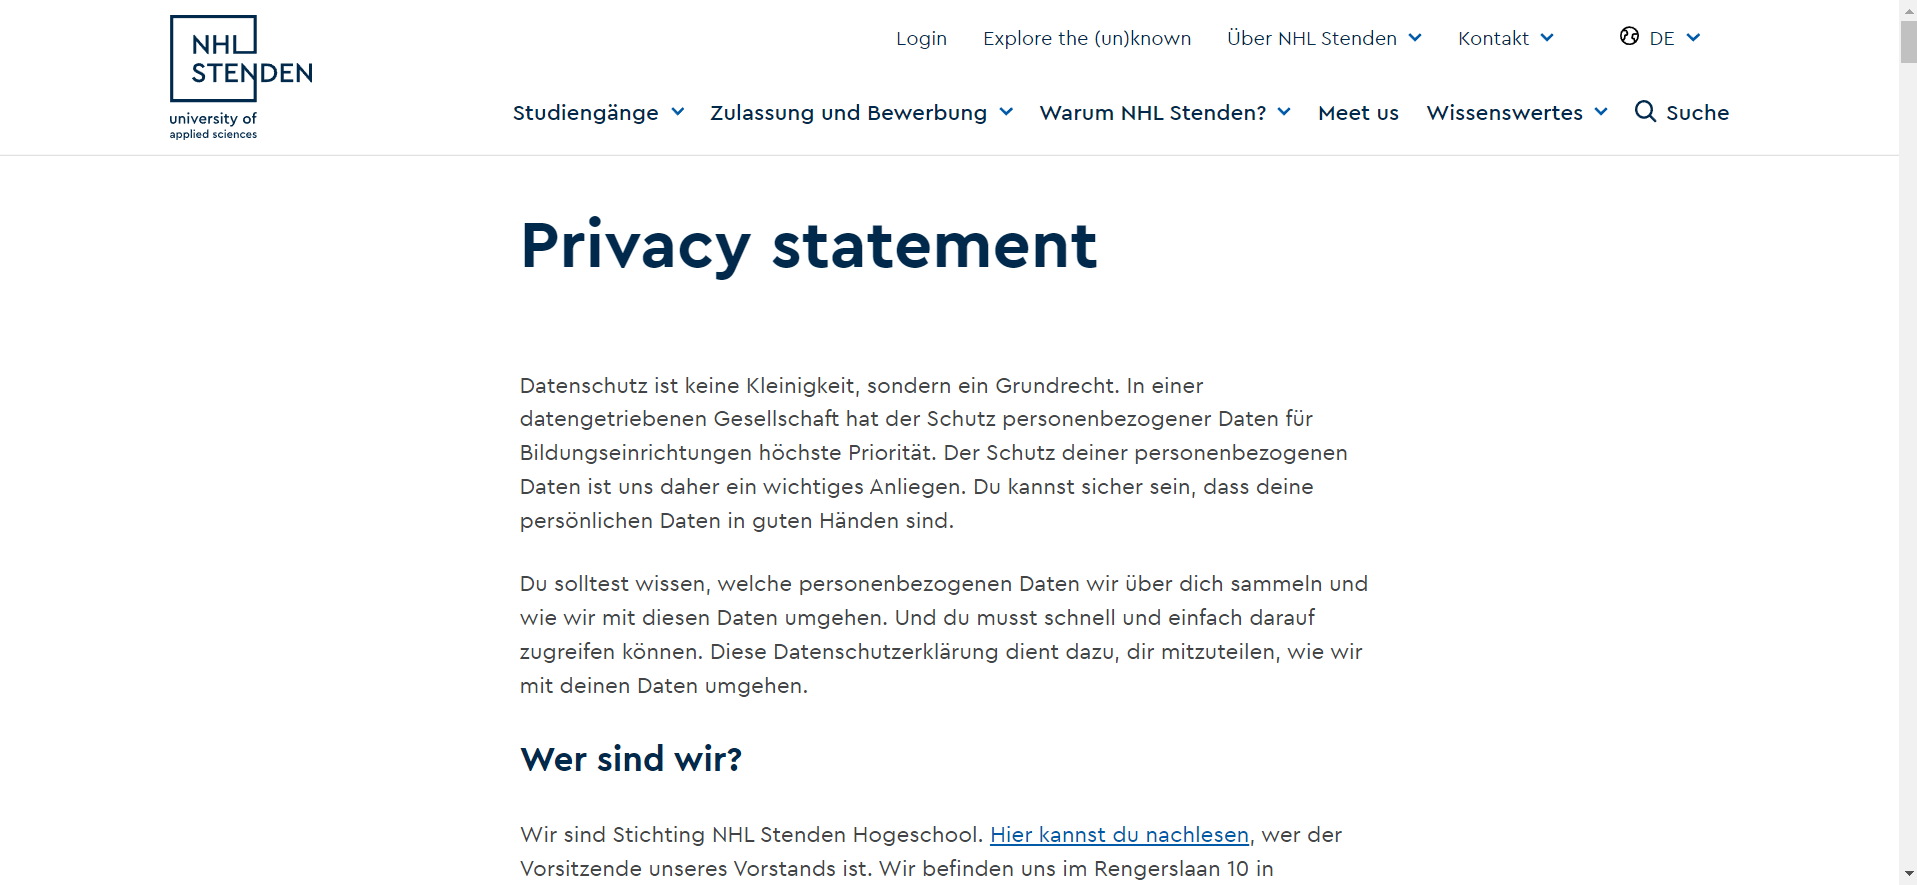 NHL
STENDEN
university of
applied sciences
Login Explore the (un)known Über NHL Stenden Kontakt DE
Studiengänge Zulassung und Bewerbung Warum NHL Stenden? Meet us Wissenswertes Suche
Privacy statement
Datenschutz ist keine Kleinigkeit, sondern ein Grundrecht. In einer
datengetriebenen Gesellschaft hat der Schutz personenbezogener Daten für
Bildungseinrichtungen höchste Priorität. Der Schutz deiner personenbezogenen
Daten ist uns daher ein wichtiges Anliegen. Du kannst sicher sein, dass deine
persönlichen Daten in guten Händen sind.
Du solltest wissen, welche personenbezogenen Daten wir über dich sammeln und
wie wir mit diesen Daten umgehen. Und du musst schnell und einfach darauf
zugreifen können. Diese Datenschutzerklärung dient dazu, dir mitzuteilen, wie wir
mit deinen Daten umgehen.
Wer sind wir?
Wir sind Stichting NHL Stenden Hogeschool. Hier kannst du nachlesen, wer der
Vorsitzende unseres Vorstands ist. Wir befinden uns im Rengerslaan 10 in